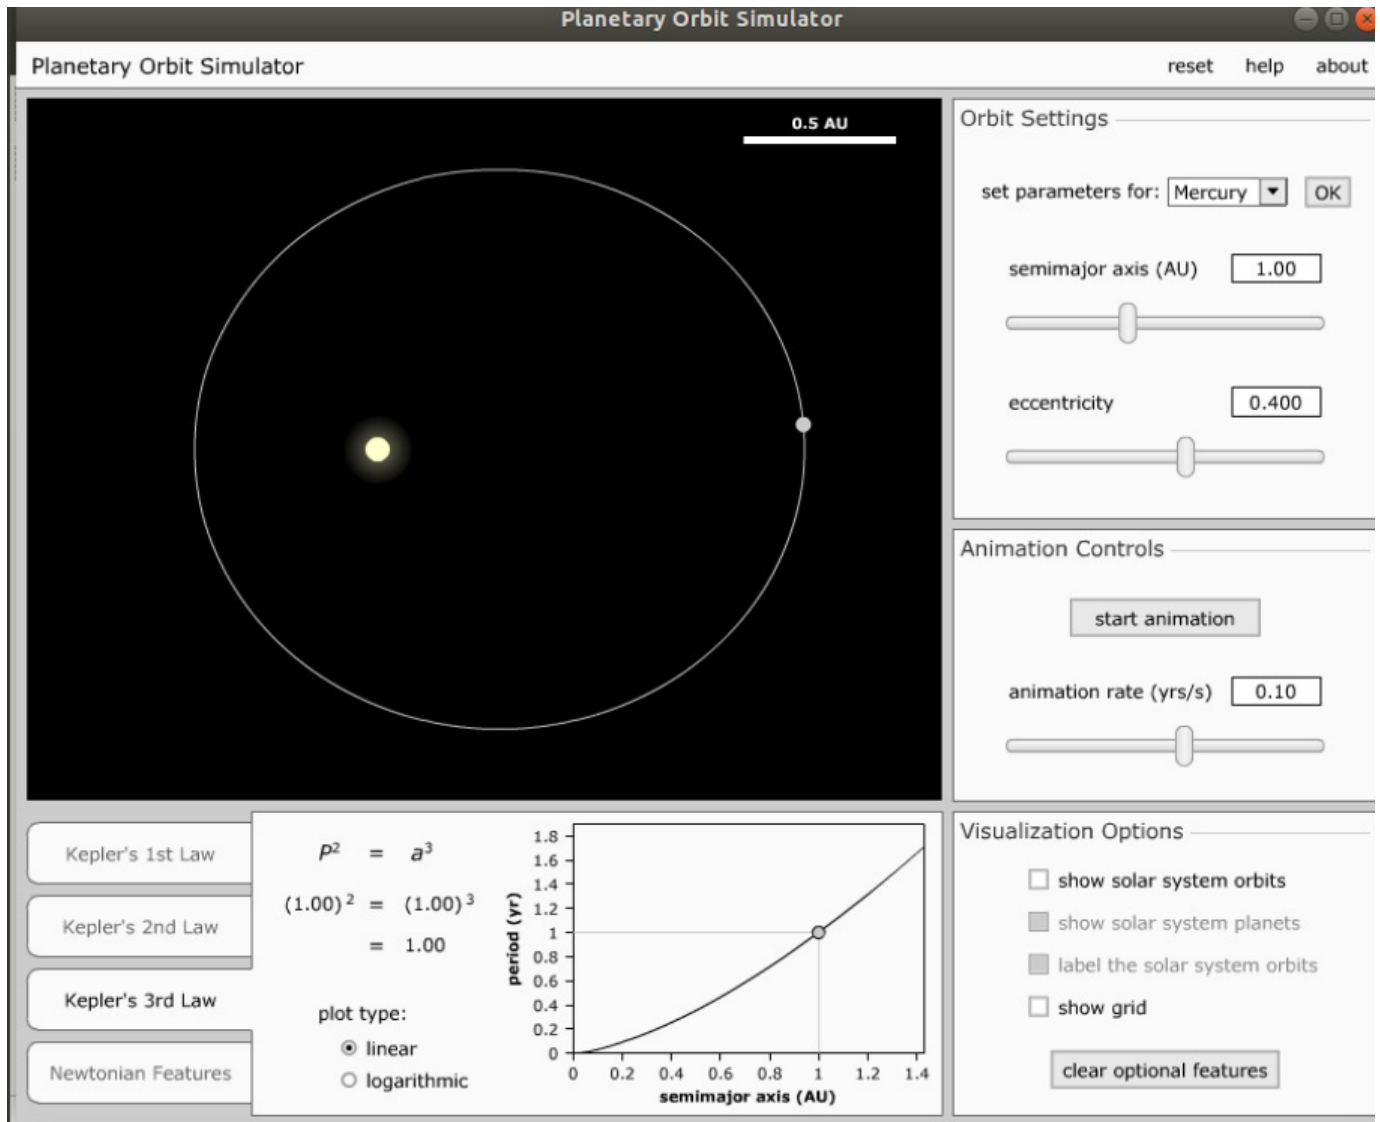 Planetary Orbit Simulator
Planetary Orbit Simulator
reset help about
0.5 AU
Orbit Settings
set parameters for: Mercury OK
semimajor axis (AU) 1.00
eccentricity 0.400
Animation Controls
start animation
animation rate (yrs/s) 0.10
Kepler's 1st Law
Kepler's 2nd Law
Kepler's 3rd Law
Newtonian Features
P² = a³
(1.00)² = (1.00)³
= 1.00
plot type:
linear
logarithmic
period (yr)
1.8
1.6
1.4
1.2
1
0.8
0.6
0.4
0.2
0
0 0.2 0.4 0.6 0.8 1 1.2 1.4
semimajor axis (AU)
Visualization Options
show solar system orbits
show solar system planets
label the solar system orbits
show grid
clear optional features